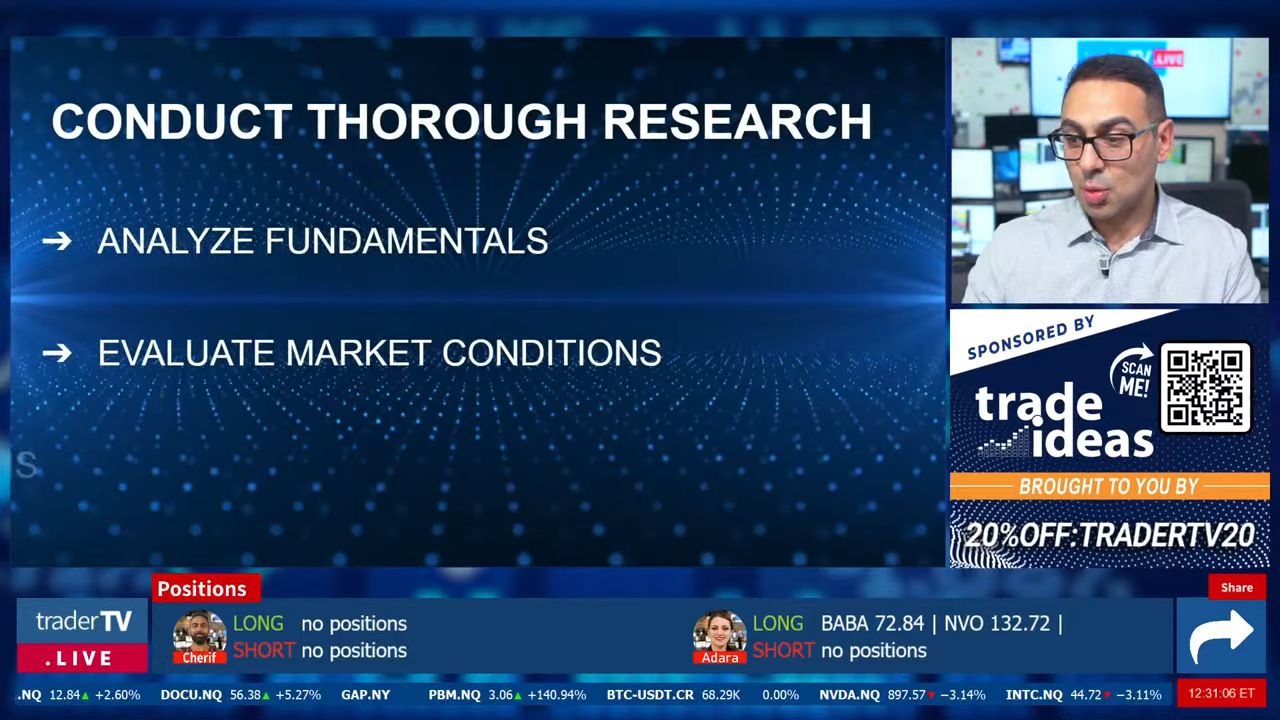 CONDUCT THOROUGH RESEARCH
➔ ANALYZE FUNDAMENTALS
➔ EVALUATE MARKET CONDITIONS
S
.LIVE
SPONSORED BY
SCAN
ME!
trade
ideas
BROUGHT TO YOU BY
20%OFF:TRADERTV20
Positions
Share
traderTV
.LIVE
Cherif
LONG no positions
SHORT no positions
Adara
LONG BABA 72.84 | NVO 132.72 |
SHORT no positions
.NQ 12.84▲ +2.60% DOCU.NQ 56.38▲ +5.27% GAP.NY PBM.NQ 3.06▲ +140.94% BTC-USDT.CR 68.29K 0.00% NVDA.NQ 897.57▼ −3.14% INTC.NQ 44.72▼ −3.11%
12:31:06 ET